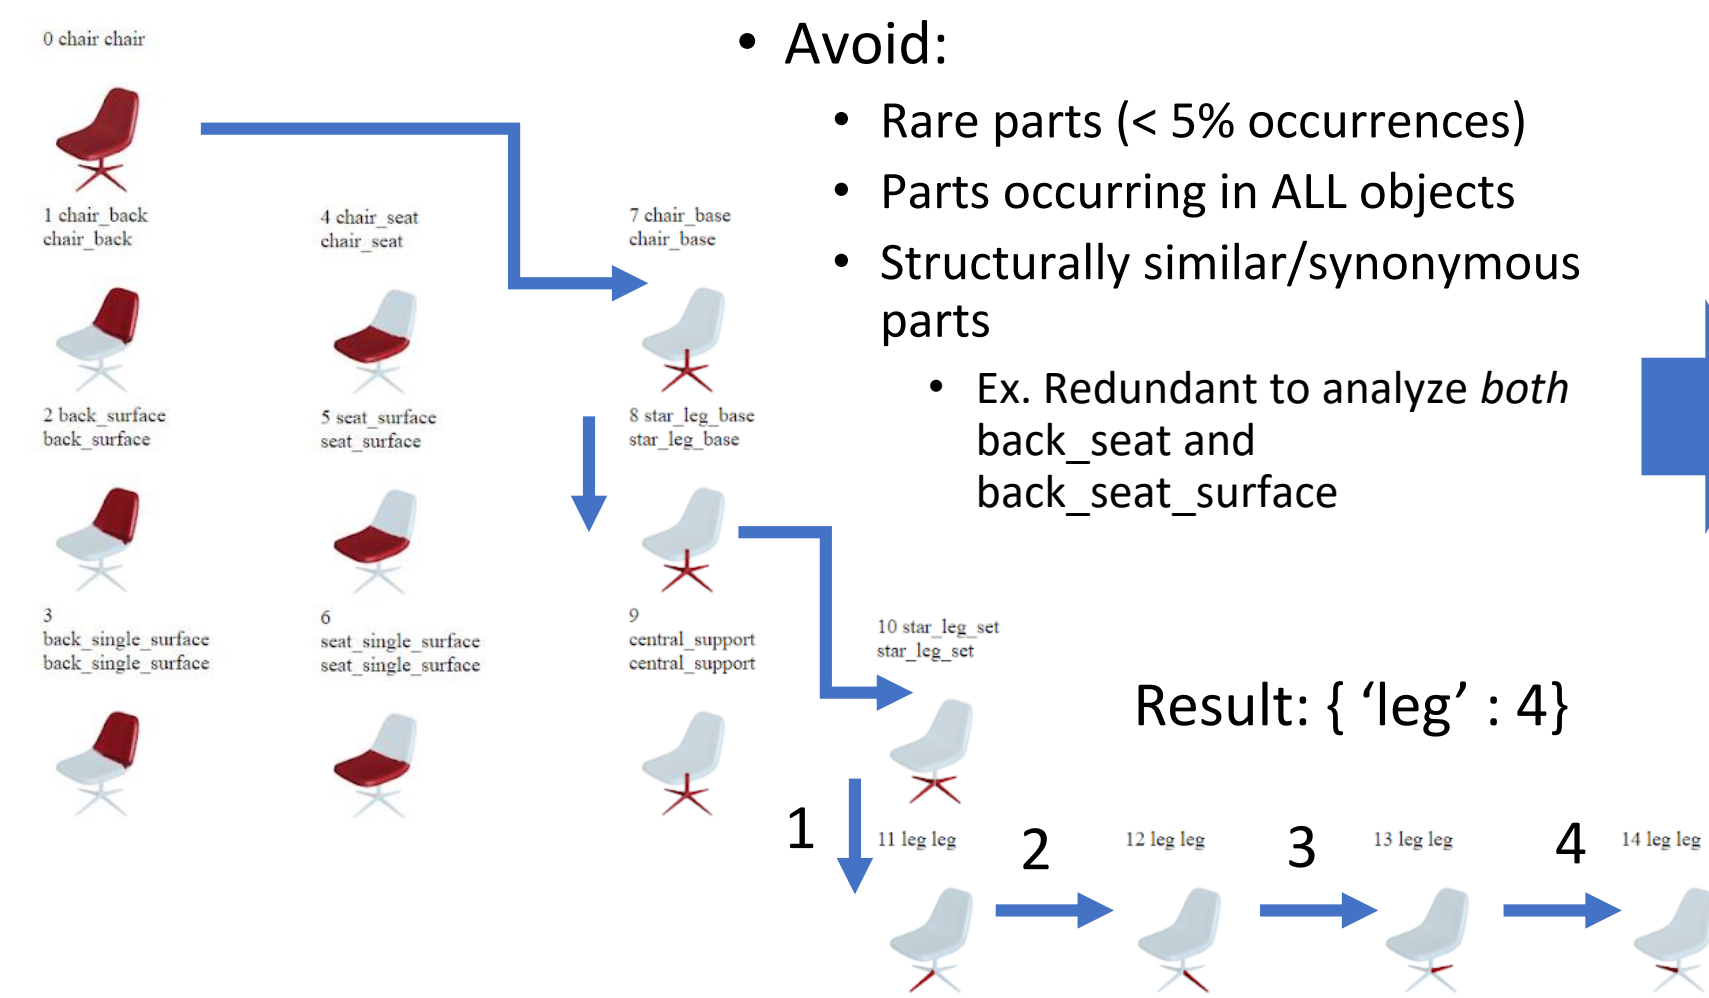 0 chair chair
1 chair_back
chair_back
4 chair_seat
chair_seat
7 chair_base
chair_base
2 back_surface
back_surface
5 seat_surface
seat_surface
8 star_leg_base
star_leg_base
3
back_single_surface
back_single_surface
6
seat_single_surface
seat_single_surface
9
central_support
central_support
10 star_leg_set
star_leg_set
• Avoid:
• Rare parts (< 5% occurrences)
• Parts occurring in ALL objects
• Structurally similar/synonymous
parts
• Ex. Redundant to analyze both
back_seat and
back_seat_surface
Result: { ‘leg’ : 4}
1
11 leg leg
2
12 leg leg
3
13 leg leg
4
14 leg leg